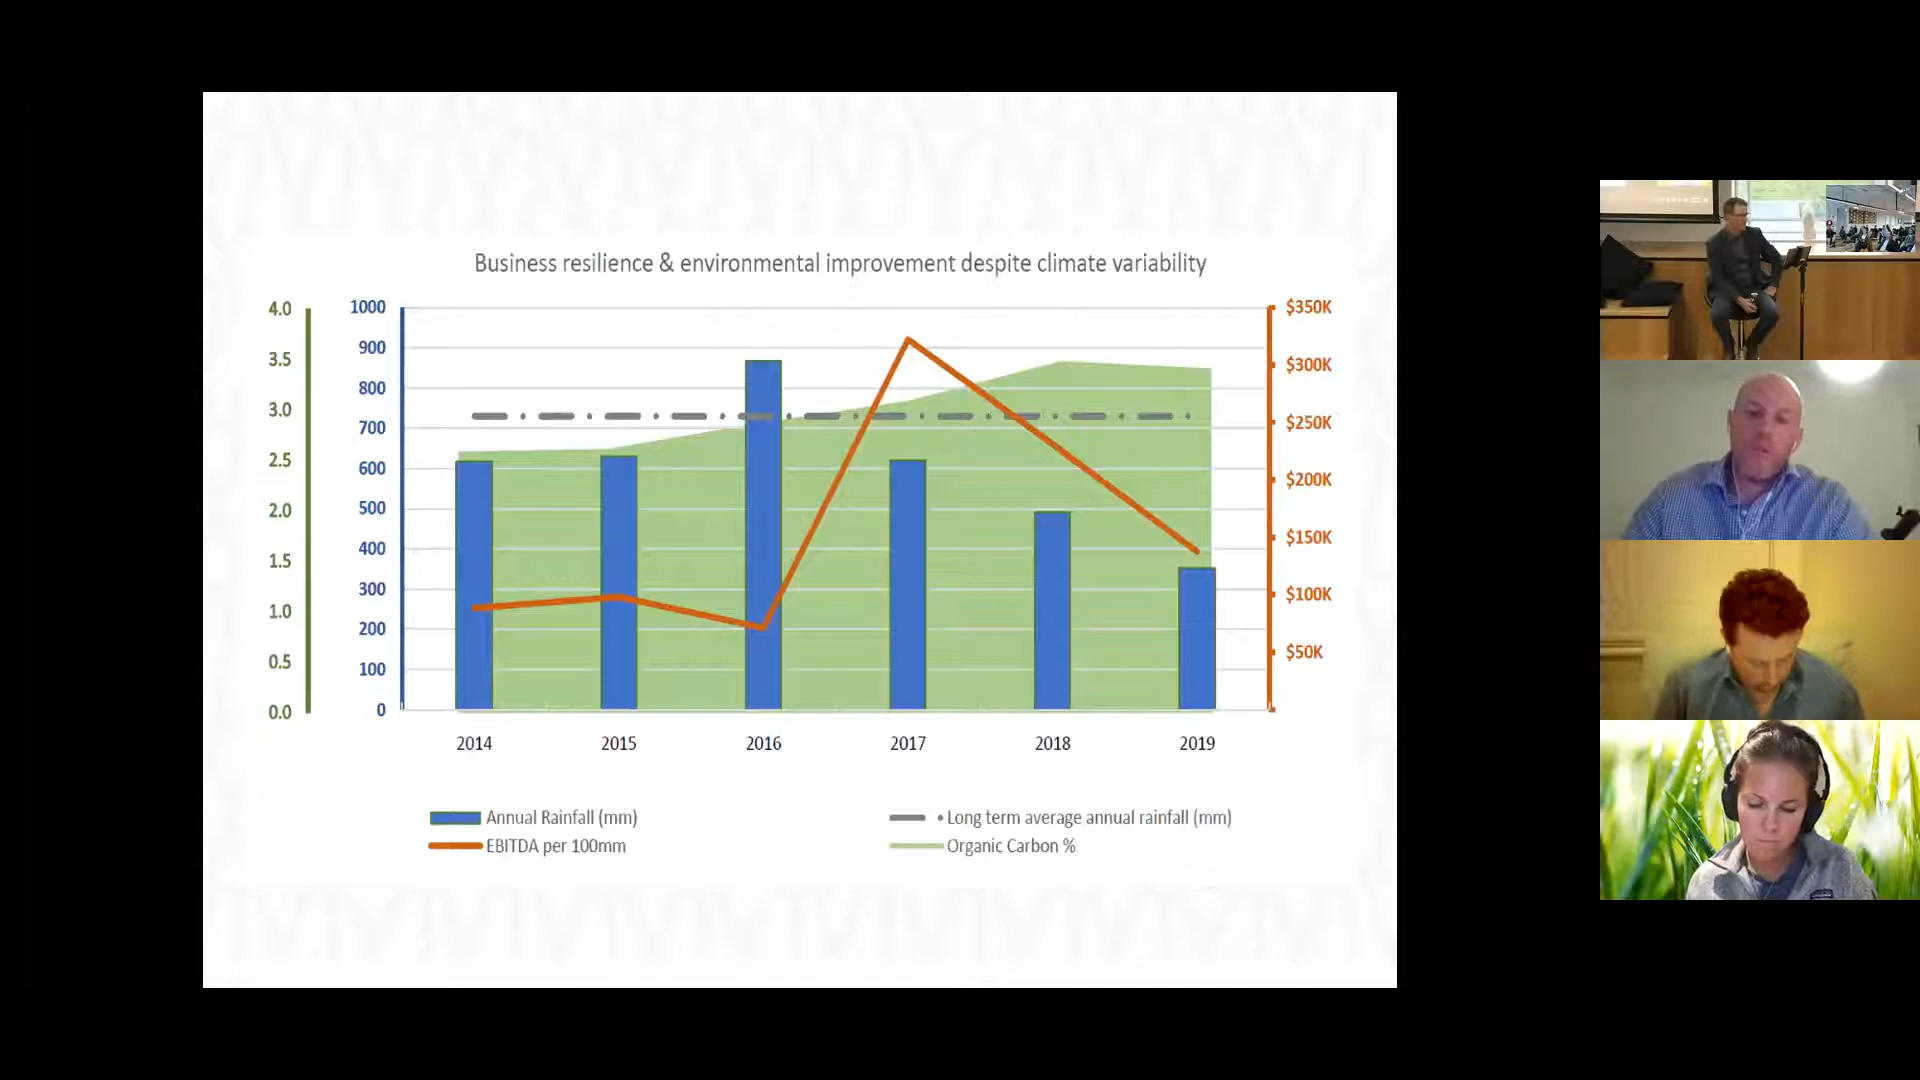 Business resilience & environmental improvement despite climate variability
4.0
3.5
3.0
2.5
2.0
1.5
1.0
0.5
0.0
1000
900
800
700
600
500
400
300
200
100
0
$350K
$300K
$250K
$200K
$150K
$100K
$50K
2014 2015 2016 2017 2018 2019
Annual Rainfall (mm)
Long term average annual rainfall (mm)
EBITDA per 100mm
Organic Carbon %